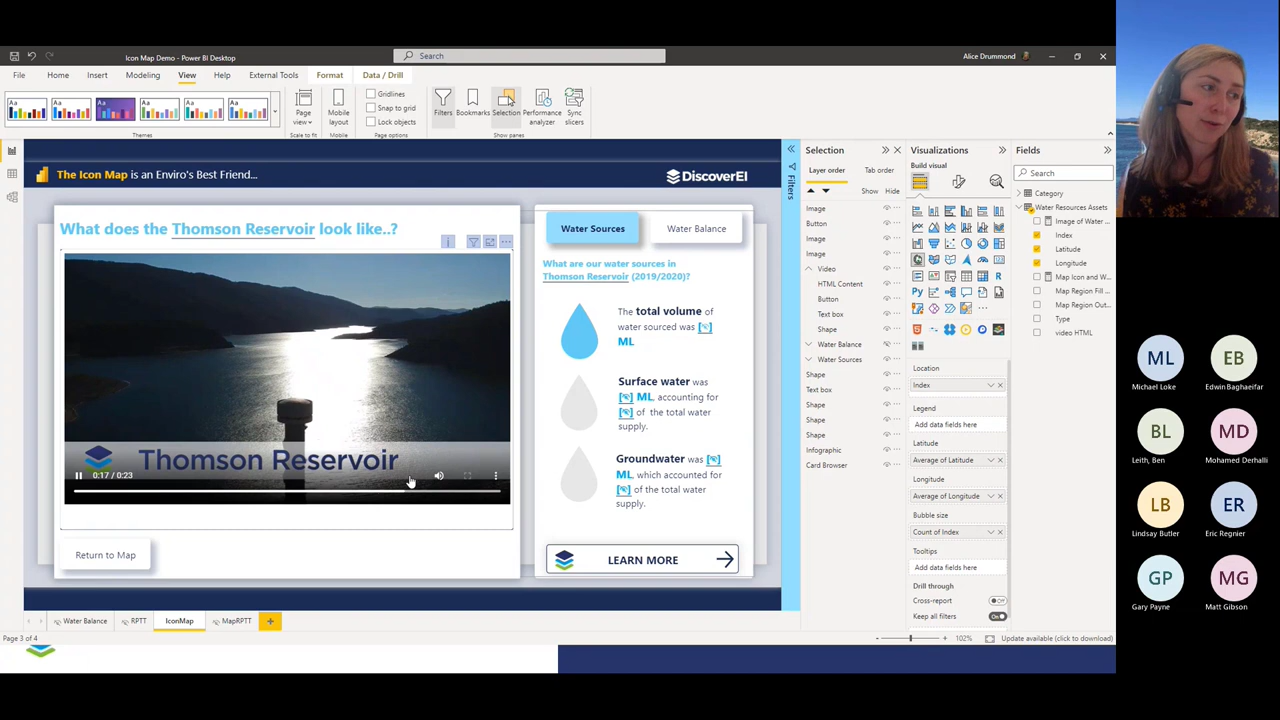 Icon Map Demo - Power BI Desktop
Search
Alice Drummond
File
Home
Insert
Modeling
View
Help
External Tools
Format
Data / Drill
Aa
Aa
Aa
Aa
Aa
Aa
Themes
Page
view
Scale to fit
Mobile
layout
Mobile
Gridlines
Snap to grid
Lock objects
Page options
Filters
Bookmarks
Selection
Performance
analyzer
Sync
slicers
Show panes
The Icon Map is an Enviro's Best Friend...
DiscoverEI
What does the Thomson Reservoir look like..?
Thomson Reservoir
0:17 / 0:23
Return to Map
Water Sources
Water Balance
What are our water sources in
Thomson Reservoir (2019/2020)?
The total volume of
water sourced was
ML
Surface water was
ML, accounting for
of the total water
supply.
Groundwater was
ML, which accounted for
of the total water
supply.
LEARN MORE
Filters
Selection
Layer order
Tab order
Show
Hide
Image
Button
Image
Image
Video
HTML Content
Button
Text box
Shape
Water Balance
Water Sources
Shape
Text box
Shape
Shape
Shape
Infographic
Card Browser
Visualizations
Build visual
Location
Index
Legend
Add data fields here
Latitude
Average of Latitude
Longitude
Average of Longitude
Bubble size
Count of Index
Tooltips
Add data fields here
Drill through
Cross-report
Off
Keep all filters
On
Fields
Search
Category
Water Resources Assets
Image of Water ...
Index
Latitude
Longitude
Map Icon and W...
Map Region Fill ...
Map Region Out...
Type
video HTML
Water Balance
RPTT
IconMap
MapRPTT
Page 3 of 4
102%
Update available (click to download)
ML
Michael Loke
EB
Edwin Baghaeifar
BL
Leith, Ben
MD
Mohamed Derhalli
LB
Lindsay Butler
ER
Eric Regnier
GP
Gary Payne
MG
Matt Gibson